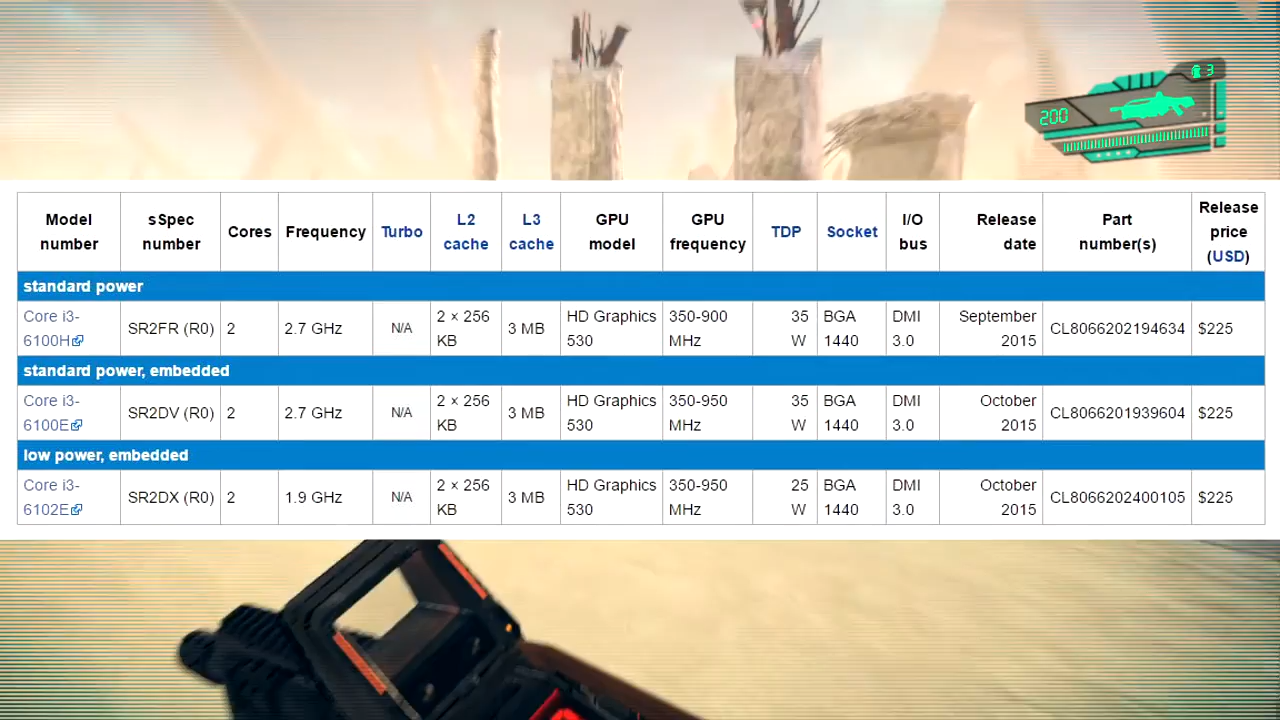 3
200
Model number sSpec number Cores Frequency Turbo L2 cache L3 cache GPU model GPU frequency TDP Socket I/O bus Release date Part number(s) Release price (USD)
standard power
Core i3-6100H SR2FR (R0) 2 2.7 GHz N/A 2 × 256 KB 3 MB HD Graphics 530 350-900 MHz 35 W BGA 1440 DMI 3.0 September 2015 CL8066202194634 $225
standard power, embedded
Core i3-6100E SR2DV (R0) 2 2.7 GHz N/A 2 × 256 KB 3 MB HD Graphics 530 350-950 MHz 35 W BGA 1440 DMI 3.0 October 2015 CL8066201939604 $225
low power, embedded
Core i3-6102E SR2DX (R0) 2 1.9 GHz N/A 2 × 256 KB 3 MB HD Graphics 530 350-950 MHz 25 W BGA 1440 DMI 3.0 October 2015 CL8066202400105 $225